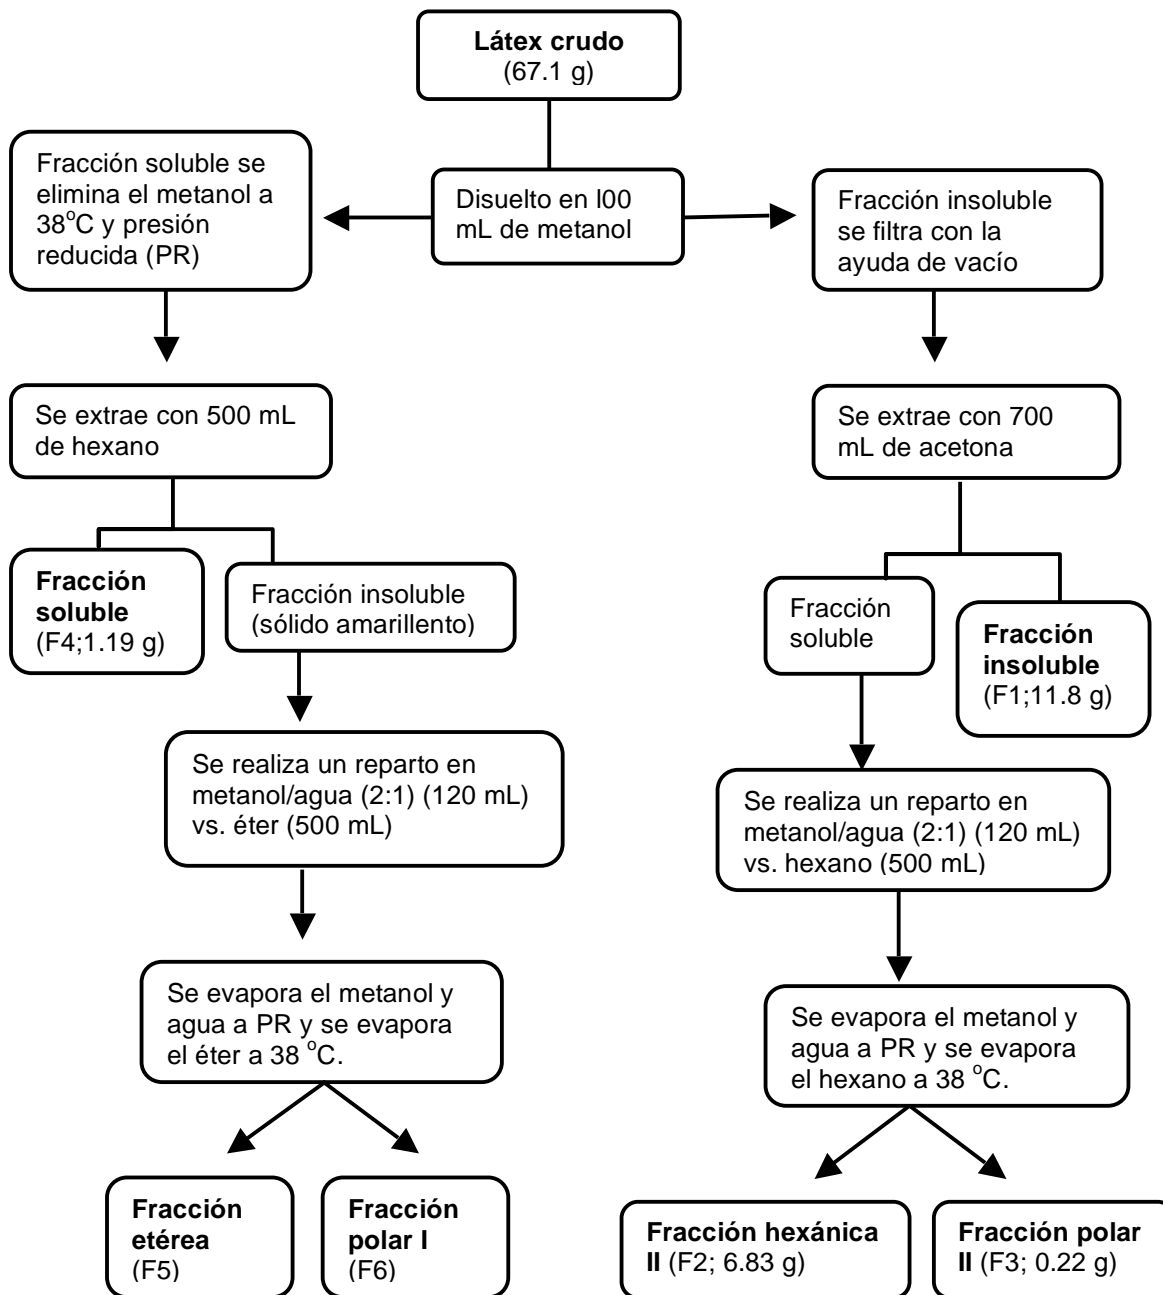 Látex crudo
(67.1 g)
Fracción soluble se
elimina el metanol a
38°C y presión
reducida (PR)
Disuelto en l00
mL de metanol
Fracción insoluble
se filtra con la
ayuda de vacío
Se extrae con 500 mL
de hexano
Se extrae con 700
mL de acetona
Fracción
soluble
(F4;1.19 g)
Fracción insoluble
(sólido amarillento)
Fracción
soluble
Fracción
insoluble
(F1;11.8 g)
Se realiza un reparto en
metanol/agua (2:1) (120 mL)
vs. éter (500 mL)
Se realiza un reparto en
metanol/agua (2:1) (120 mL)
vs. hexano (500 mL)
Se evapora el metanol y
agua a PR y se evapora
el éter a 38 °C.
Se evapora el metanol y
agua a PR y se evapora
el hexano a 38 °C.
Fracción
etérea
(F5)
Fracción
polar I
(F6)
Fracción hexánica
II (F2; 6.83 g)
Fracción polar
II (F3; 0.22 g)